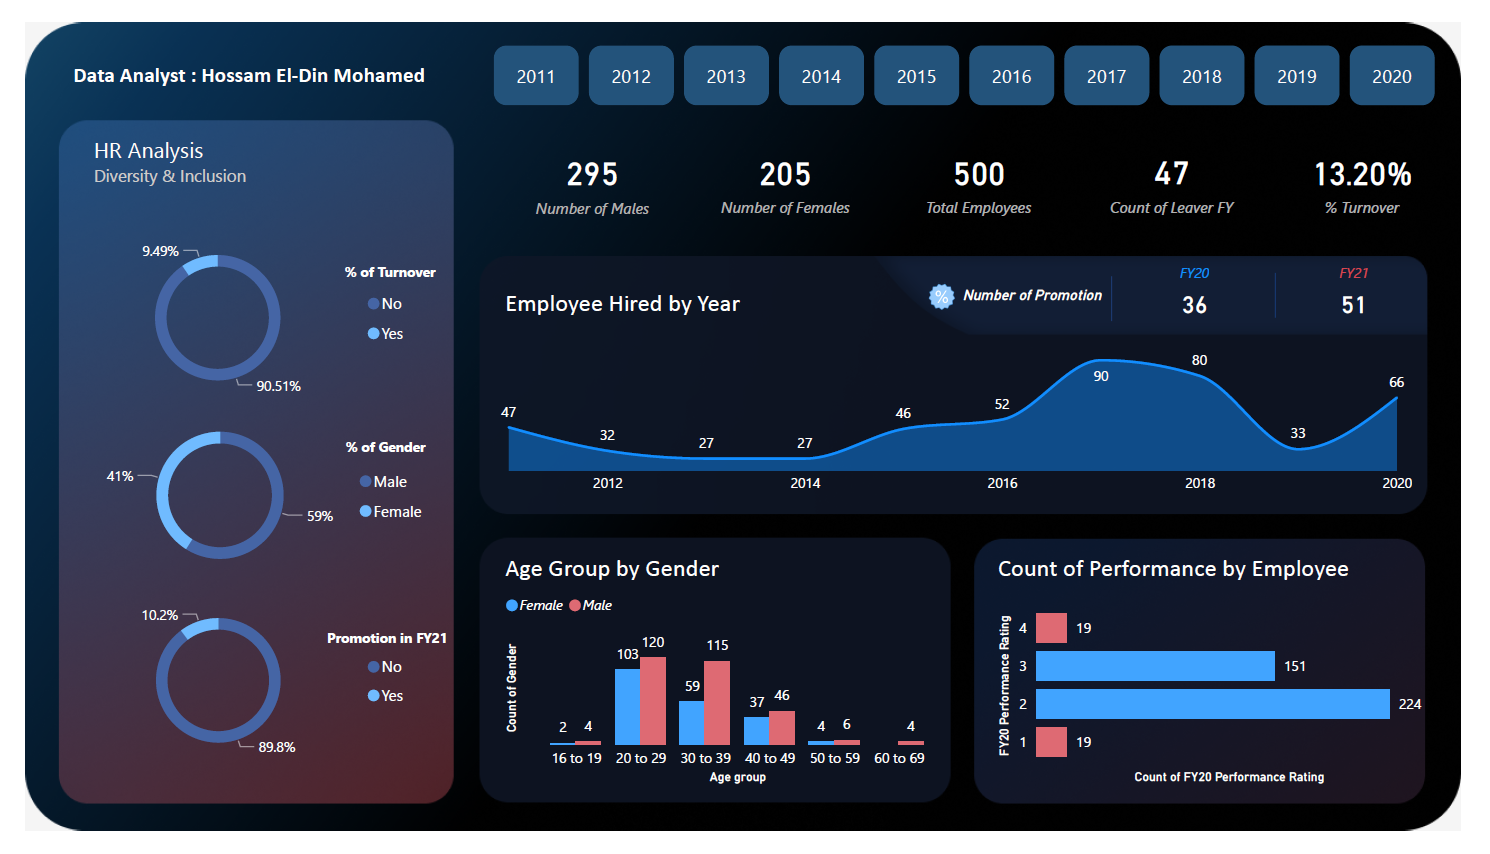 Data Analyst : Hossam El-Din Mohamed
2011 2012 2013 2014 2015 2016 2017 2018 2019 2020
HR Analysis
Diversity & Inclusion
295 205 500 47 13.20%
Number of Males Number of Females Total Employees Count of Leaver FY % Turnover
9.49%
% of Turnover
No
Yes
90.51%
% of Gender
41%
Male
Female
59%
10.2%
Promotion in FY21
No
Yes
89.8%
Employee Hired by Year
% Number of Promotion
FY20 FY21
36 51
47 32 27 27 46 52 90 80 33 66
2012 2014 2016 2018 2020
Age Group by Gender
Female Male
Count of Gender
2 4 103 120 59 115 37 46 4 6 4
16 to 19 20 to 29 30 to 39 40 to 49 50 to 59 60 to 69
Age group
Count of Performance by Employee
FY20 Performance Rating
4 19
3 151
2 224
1 19
Count of FY20 Performance Rating